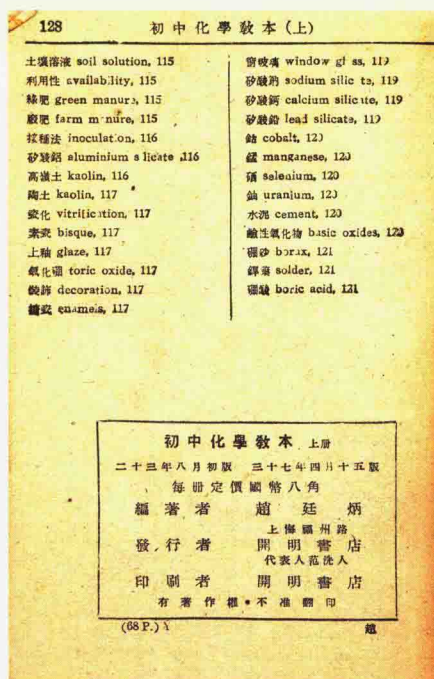 128 初中化學教本(上)
土壤溶液 soil solution, 115
利用性 availability, 115
綠肥 green manure, 115
廄肥 farm manure, 115
接種法 inoculation, 116
矽酸鋁 aluminium silicate, 116
高嶺土 kaolin, 116
陶土 kaolin, 117
瓷化 vitrification, 117
素瓷 bisque, 117
上釉 glaze, 117
氧化硼 toric oxide, 117
裝飾 decoration, 117
搪瓷 enamels, 117
窗玻璃 window glass, 119
矽酸鈉 sodium silicate, 119
矽酸鈣 calcium silicate, 119
矽酸鉛 lead silicate, 119
鈷 cobalt, 120
錳 manganese, 120
硒 selenium, 120
鈾 uranium, 120
水泥 cement, 120
鹼性氧化物 basic oxides, 120
硼砂 borax, 121
銲藥 solder, 121
硼酸 boric acid, 121
初中化學教本 上册
二十三年八月初版 三十七年四月十五版
每册定價國幣八角
編著者 趙廷炳
上海福州路
發行者 開明書店
代表人范洗人
印刷者 開明書店
有著作權•不准翻印
(68 P.) 趙